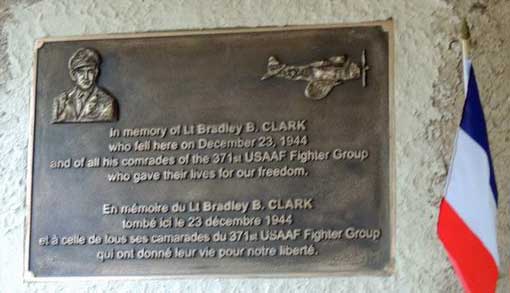 In memory of Lt Bradley B. CLARK
who fell here on December 23, 1944
and of all his comrades of the 371st USAAF Fighter Group
who gave their lives for our freedom.
En mémoire du Lt Bradley B. CLARK
tombé ici le 23 décembre 1944
et à celle de tous ses camarades du 371st USAAF Fighter Group
qui ont donné leur vie pour notre liberté.